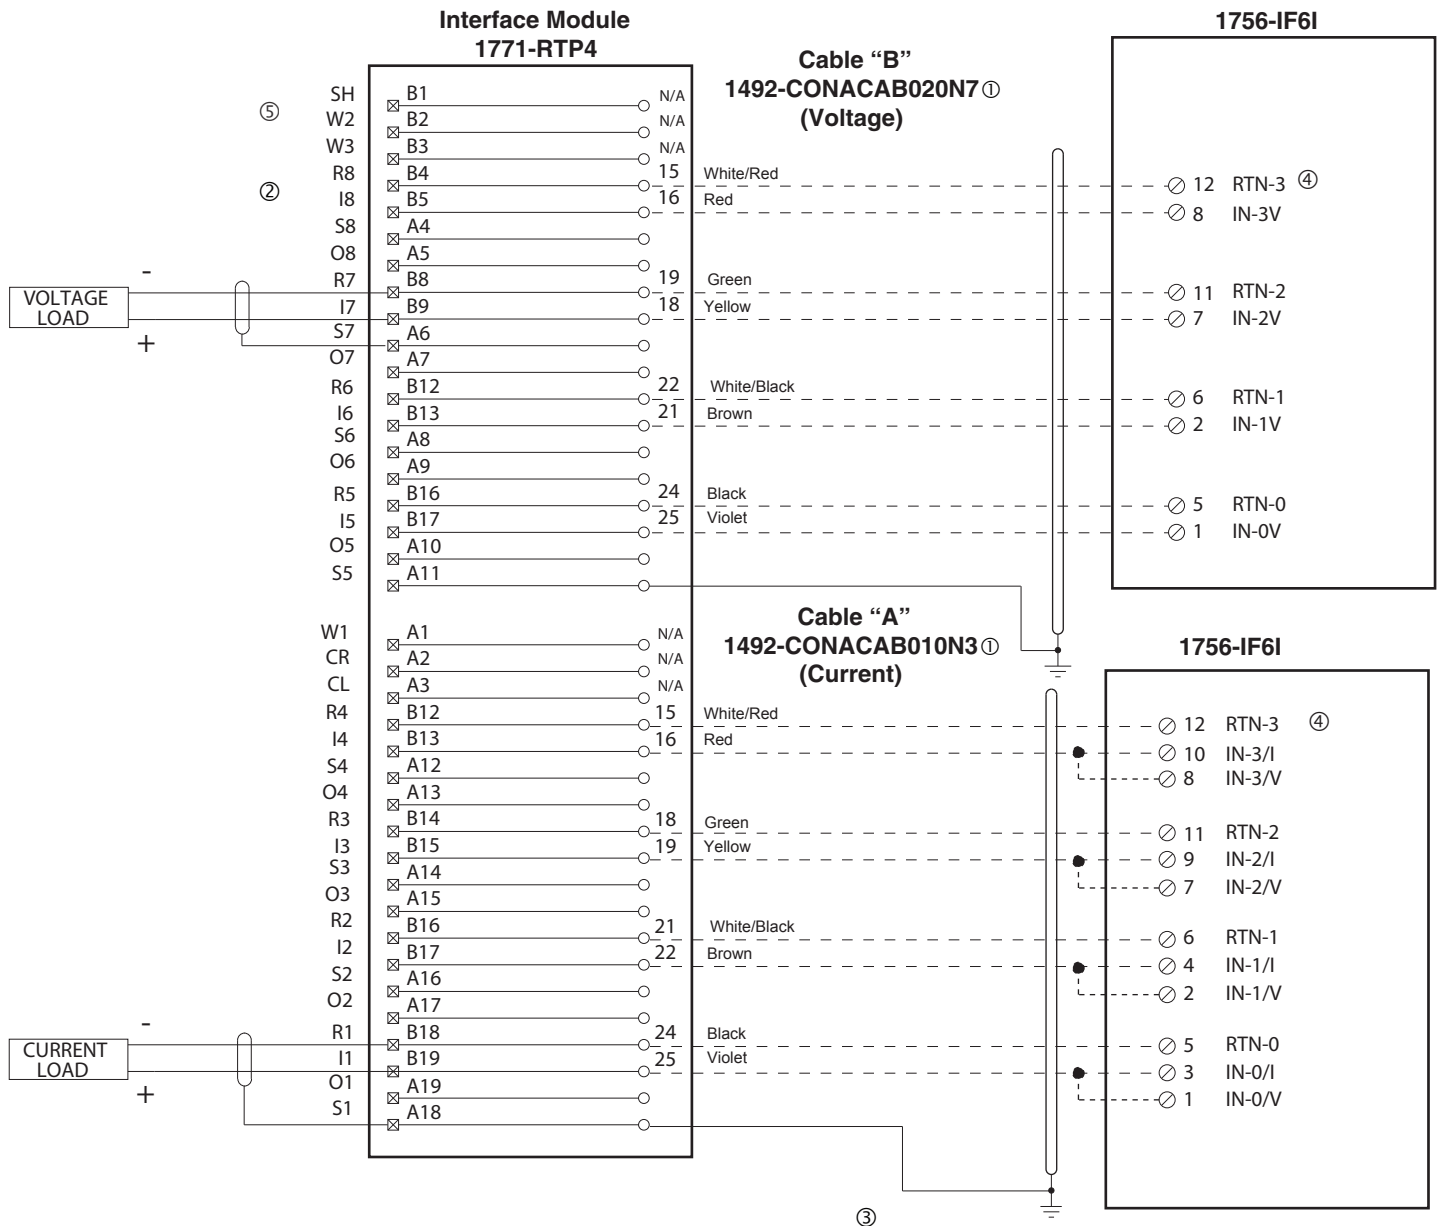 Interface Module
1771-RTP4
1756-IF6I
Cable “B”
1492-CONACAB020N7①
(Voltage)
SH B1 N/A
⑤
W2 B2 N/A
W3 B3 N/A
R8 B4 15 White/Red 12 RTN-3 ④
②
I8 B5 16 Red 8 IN-3V
S8 A4
O8 A5
R7 B8 19 Green 11 RTN-2
-
VOLTAGE
LOAD
+
I7 B9 18 Yellow 7 IN-2V
S7 A6
O7 A7
R6 B12 22 White/Black 6 RTN-1
I6 B13 21 Brown 2 IN-1V
S6 A8
O6 A9
R5 B16 24 Black 5 RTN-0
I5 B17 25 Violet 1 IN-0V
O5 A10
S5 A11
Cable “A”
1492-CONACAB010N3①
(Current)
1756-IF6I
W1 A1 N/A
CR A2 N/A
CL A3 N/A
R4 B12 15 White/Red 12 RTN-3 ④
I4 B13 16 Red 10 IN-3/I
8 IN-3/V
S4 A12
O4 A13
R3 B14 18 Green 11 RTN-2
I3 B15 19 Yellow 9 IN-2/I
7 IN-2/V
S3 A14
O3 A15
R2 B16 21 White/Black 6 RTN-1
I2 B17 22 Brown 4 IN-1/I
2 IN-1/V
S2 A16
O2 A17
R1 B18 24 Black 5 RTN-0
-
CURRENT
LOAD
+
I1 B19 25 Violet 3 IN-0/I
1 IN-0/V
O1 A19
S1 A18
③